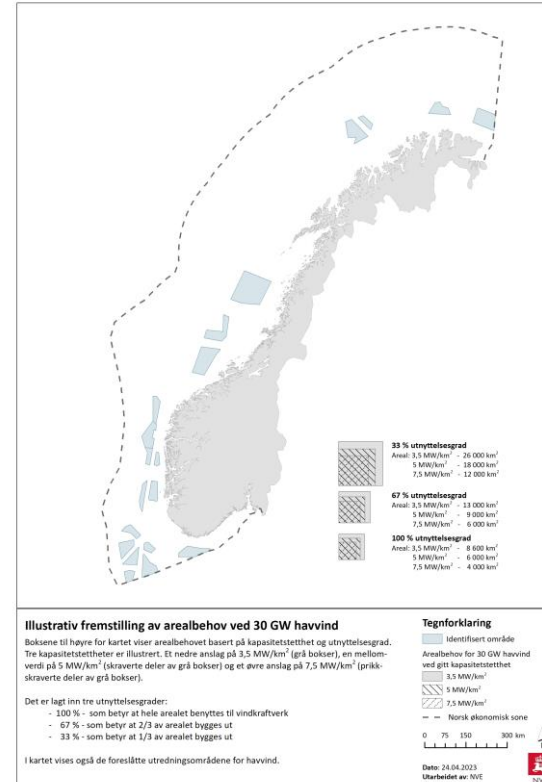 33 % utnyttelsesgrad
Areal: 3,5 MW/km² - 26 000 km²
5 MW/km² - 18 000 km²
7,5 MW/km² - 12 000 km²
67 % utnyttelsesgrad
Areal: 3,5 MW/km² - 13 000 km²
5 MW/km² - 9 000 km²
7,5 MW/km² - 6 000 km²
100 % utnyttelsesgrad
Areal: 3,5 MW/km² - 8 600 km²
5 MW/km² - 6 000 km²
7,5 MW/km² - 4 000 km²
Illustrativ fremstilling av arealbehov ved 30 GW havvind
Boksene til høyre for kartet viser arealbehovet basert på kapasitetstetthet og utnyttelsesgrad.
Tre kapasitetstettheter er illustrert. Et nedre anslag på 3,5 MW/km² (grå bokser), en mellom-
verdi på 5 MW/km² (skraverte deler av grå bokser) og et øvre anslag på 7,5 MW/km² (prikk-
skraverte deler av grå bokser).
Det er lagt inn tre utnyttelsesgrader:
- 100 % - som betyr at hele arealet benyttes til vindkraftverk
- 67 % - som betyr at 2/3 av arealet bygges ut
- 33 % - som betyr at 1/3 av arealet bygges ut
I kartet vises også de foreslåtte utredningsområdene for havvind.
Tegnforklaring
Identifisert område
Arealbehov for 30 GW havvind
ved gitt kapasitetstetthet
3,5 MW/km²
5 MW/km²
7,5 MW/km²
Norsk økonomisk sone
0 75 150 300 km
Dato: 24.04.2023
Utarbeidet av: NVE